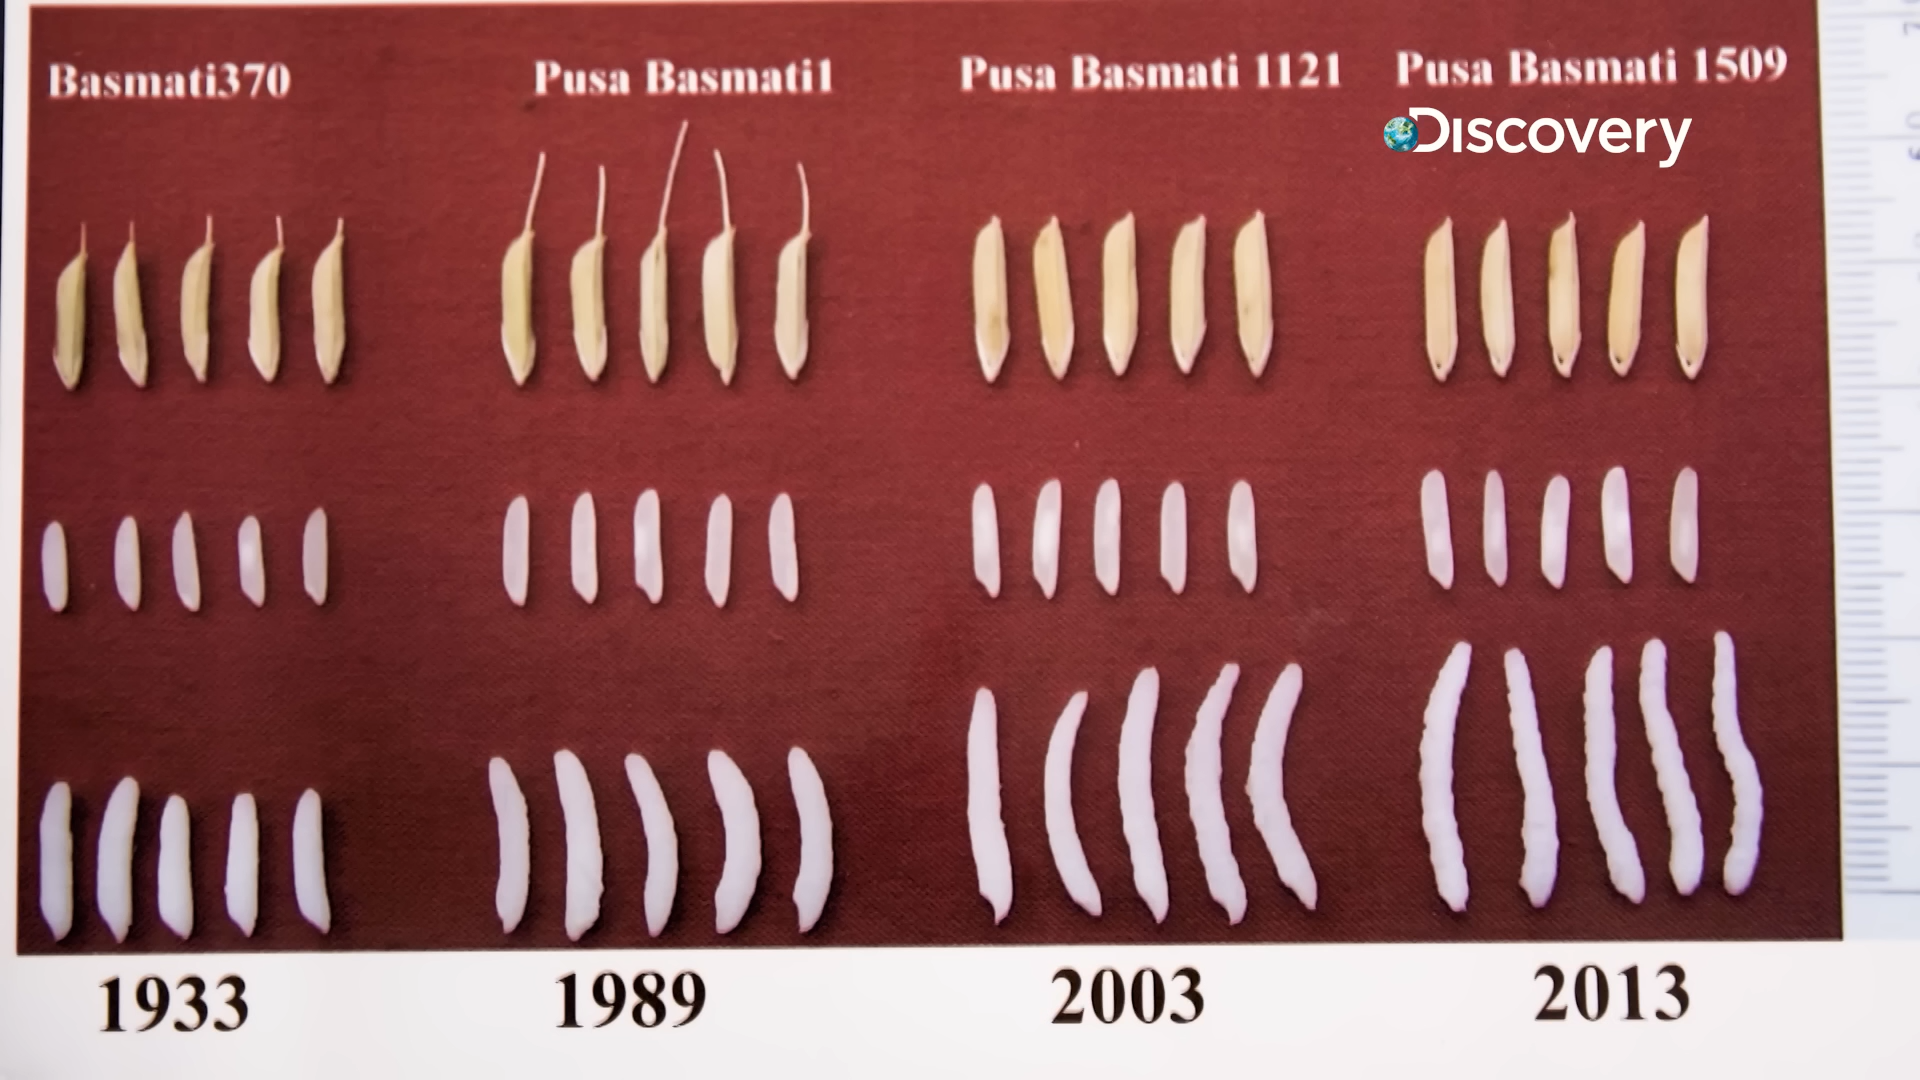 Basmati370
Pusa Basmati1
Pusa Basmati 1121
Pusa Basmati 1509
Discovery
1933
1989
2003
2013